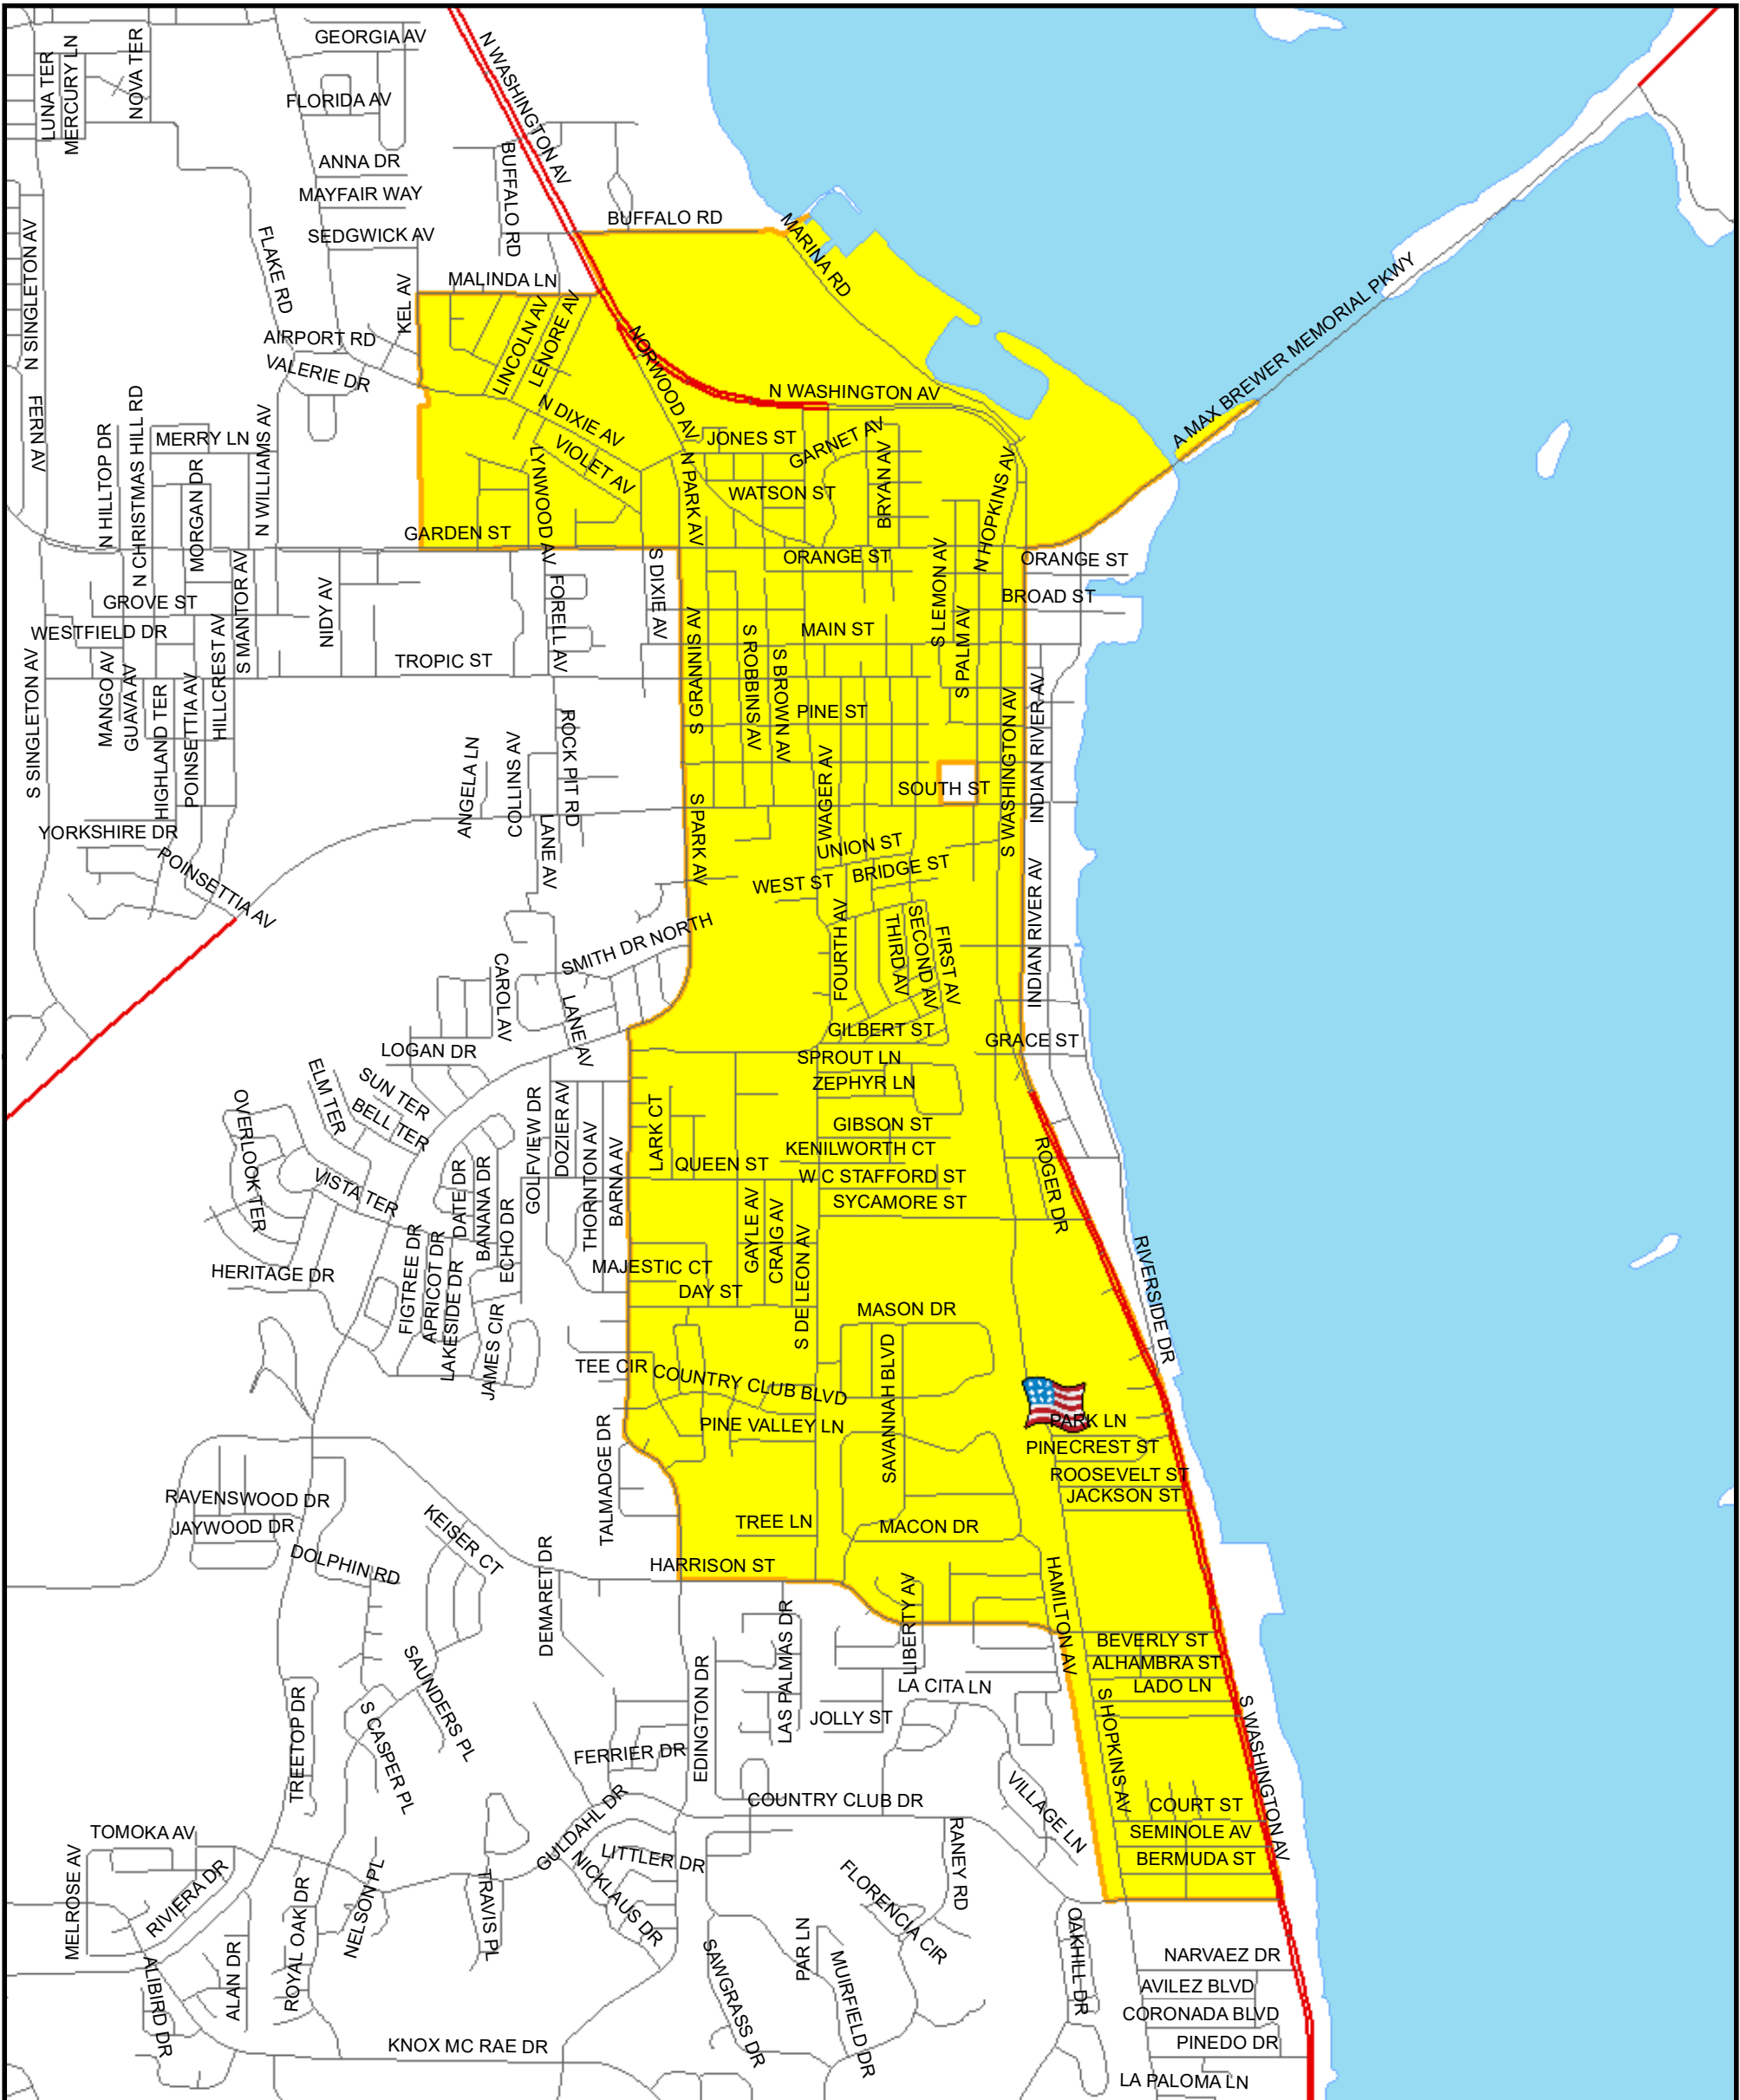 GEORGIA AV
N WASHINGTON AV
LUNA TER
MERCURY LN
NOVA TER
FLORIDA AV
ANNA DR
BUFFALO RD
MAYFAIR WAY
BUFFALO RD
MARINA RD
SEDGWICK AV
FLAKE RD
N SINGLETON AV
KEL AV
MALINDA LN
LINCOLN AV
LENORE AV
A MAX BREWER MEMORIAL PKWY
AIRPORT RD
VALERIE DR
NORWOOD AV
N WASHINGTON AV
FERN AV
N HILLTOP DR
N CHRISTMAS HILL RD
MERRY LN
MORGAN DR
N WILLIAMS AV
N DIXIE AV
VIOLET AV
LYNWOOD AV
JONES ST
GARNET AV
BRYAN AV
N PARK AV
WATSON ST
N HOPKINS AV
GARDEN ST
ORANGE ST
ORANGE ST
S DIXIE AV
S LEMON AV
S PALM AV
BROAD ST
GROVE ST
NIDY AV
FORELL AV
WESTFIELD DR
S MANTOR AV
HILLCREST AV
MAIN ST
S GRANNIS AV
S ROBBINS AV
S BROWN AV
TROPIC ST
S SINGLETON AV
MANGO AV
GUAVA AV
HIGHLAND TER
POINSETTIA AV
PINE ST
INDIAN RIVER AV
S WASHINGTON AV
ROCK PIT RD
ANGELA LN
COLLINS AV
WAGER AV
SOUTH ST
YORKSHIRE DR
POINSETTIA AV
LANE AV
S PARK AV
UNION ST
BRIDGE ST
WEST ST
INDIAN RIVER AV
SMITH DR NORTH
FOURTH AV
THIRD AV
SECOND AV
FIRST AV
CAROL AV
LANE AV
GILBERT ST
LOGAN DR
SPROUT LN
GRACE ST
ELM TER
SUN TER
ZEPHYR LN
OVERLOOK TER
BELL TER
GOLFVIEW DR
DOZIER AV
THORNTON AV
BARNA AV
LARK CT
GIBSON ST
KENILWORTH CT
QUEEN ST
W C STAFFORD ST
ROGER DR
VISTA TER
DATE DR
BANANA DR
ECHO DR
SYCAMORE ST
GAYLE AV
CRAIG AV
S DE LEON AV
HERITAGE DR
FIGTREE DR
APRICOT DR
LAKESIDE DR
JAMES CIR
MAJESTIC CT
DAY ST
RIVERSIDE DR
MASON DR
TEE CIR
COUNTRY CLUB BLVD
SAVANNAH BLVD
PARK LN
PINE VALLEY LN
TALMADGE DR
PINECREST ST
ROOSEVELT ST
JACKSON ST
RAVENSWOOD DR
JAYWOOD DR
KEISER CT
TREE LN
MACON DR
DOLPHIN RD
DEMARET DR
HARRISON ST
HAMILTON AV
LIBERTY AV
LAS PALMAS DR
BEVERLY ST
ALHAMBRA ST
LADO LN
SAUNDERS PL
EDINGTON DR
LA CITA LN
TREETOP DR
S CASPER PL
JOLLY ST
S HOPKINS AV
S WASHINGTON AV
FERRIER DR
VILLAGE LN
COUNTRY CLUB DR
COURT ST
GULDAHL DR
TOMOKA AV
SEMINOLE AV
RANEY RD
LITTLER DR
BERMUDA ST
MELROSE AV
RIVIERA DR
NELSON PL
TRAVIS PL
NICKLAUS DR
FLORENCIA CIR
ROYAL OAK DR
ALAN DR
ALIBIRD DR
SAWGRASS DR
PAR LN
MUIRFIELD DR
OAKHILL DR
NARVAEZ DR
AVILEZ BLVD
CORONADA BLVD
KNOX MC RAE DR
PINEDO DR
LA PALOMA LN